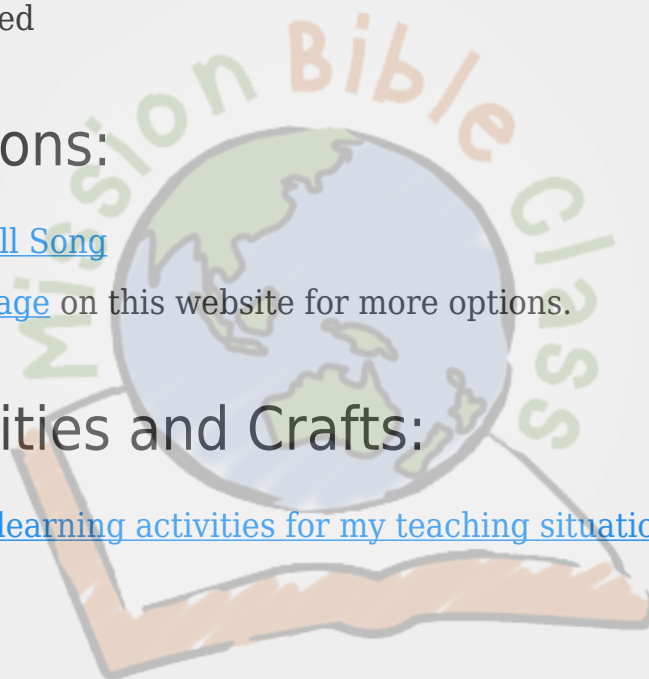 ed
Mission Bible Class
ons:
ll Song
age on this website for more options.
ities and Crafts:
learning activities for my teaching situatio